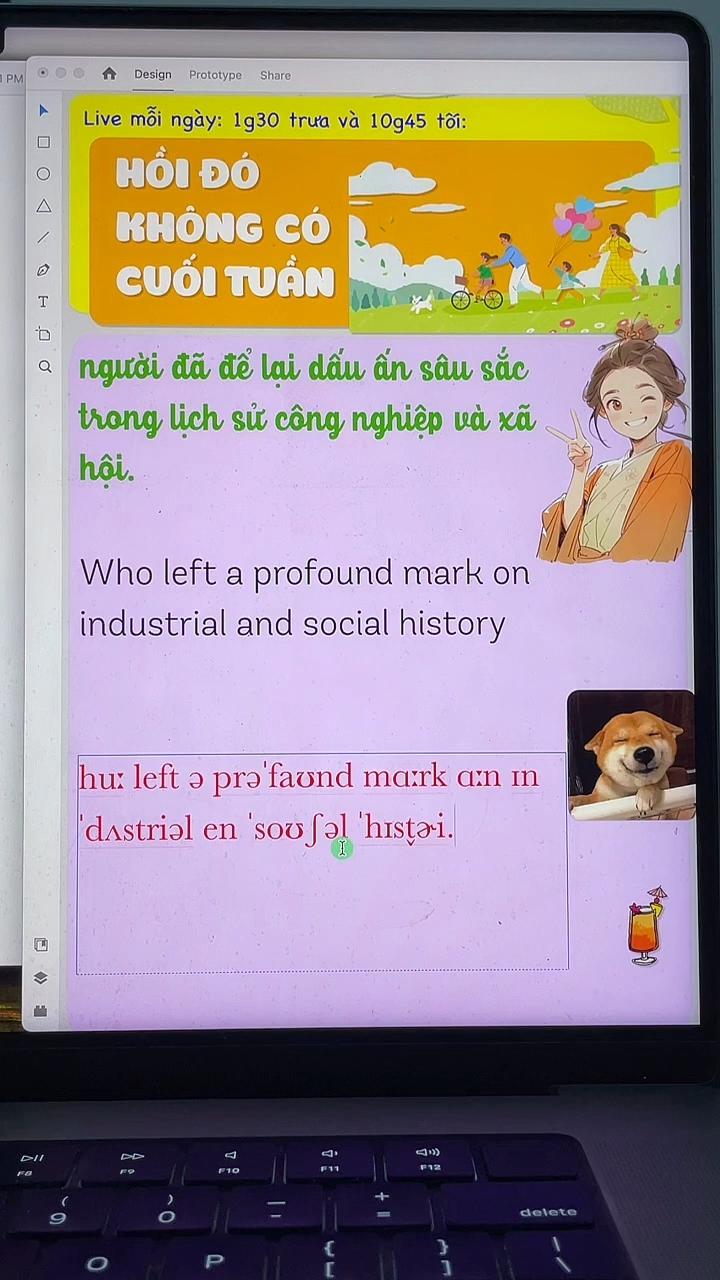 1 PM
Design Prototype Share
Live mỗi ngày: 1g30 trưa và 10g45 tối:
HỒI ĐÓ
KHÔNG CÓ
CUỐI TUẦN
người đã để lại dấu ấn sâu sắc
trong lịch sử công nghiệp và xã
hội.
Who left a profound mark on
industrial and social history
huː left ə prəˈfaʊnd mɑːrk ɑːn ɪn
ˈdʌstriəl en ˈsoʊʃəl ˈhɪst̬ɚi.
T
F8 F9 F10 F11 F12
( ) — +
9 0 - = delete
O P { } |
[ ] \